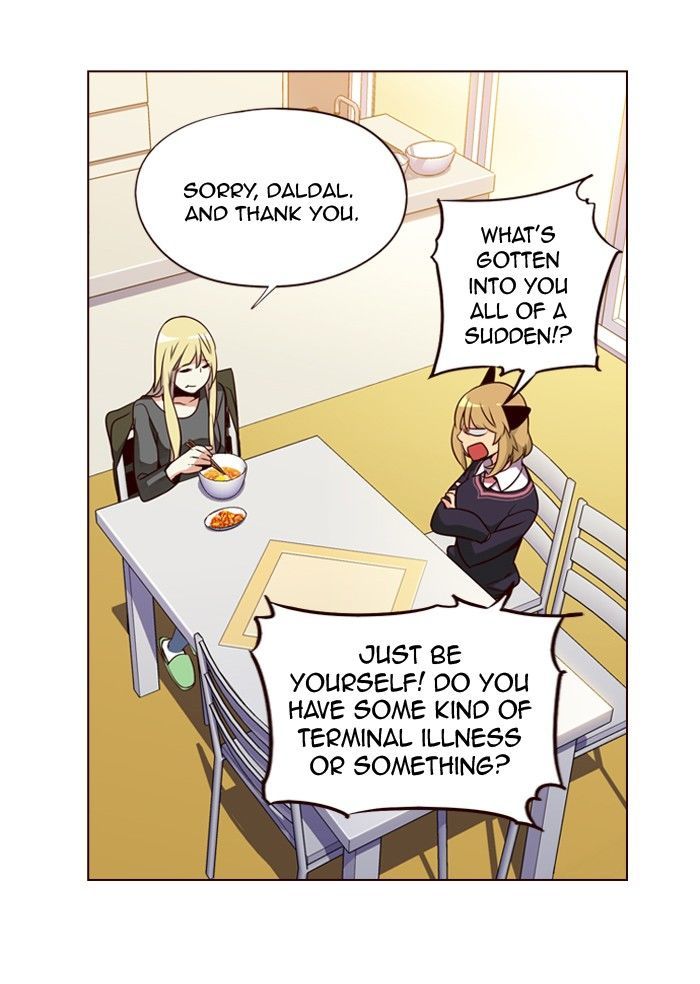 SORRY, DALDAL.
AND THANK YOU.
WHAT'S
GOTTEN
INTO YOU
ALL OF A
SUDDEN!?
JUST BE
YOURSELF! DO YOU
HAVE SOME KIND OF
TERMINAL ILLNESS
OR SOMETHING?